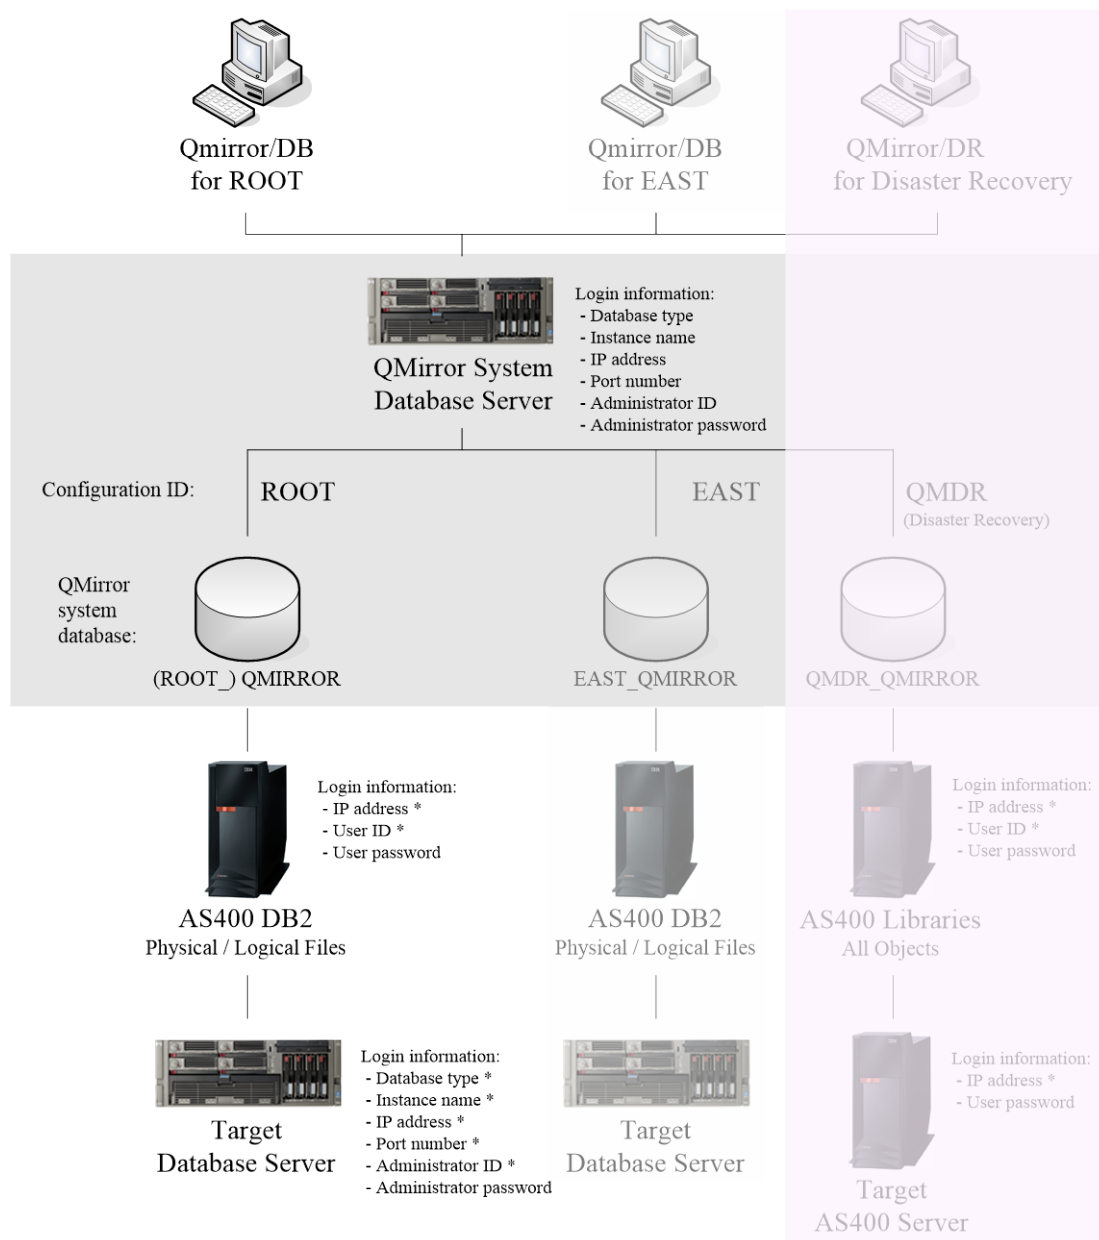 Qmirror/DB
for ROOT
Qmirror/DB
for EAST
QMirror/DR
for Disaster Recovery
QMirror System
Database Server
Login information:
- Database type
- Instance name
- IP address
- Port number
- Administrator ID
- Administrator password
Configuration ID:
ROOT
EAST
QMDR
(Disaster Recovery)
QMirror
system
database:
(ROOT_) QMIRROR
EAST_QMIRROR
QMDR_QMIRROR
Login information:
- IP address *
- User ID *
- User password
Login information:
- IP address *
- User ID *
- User password
AS400 DB2
Physical / Logical Files
AS400 DB2
Physical / Logical Files
AS400 Libraries
All Objects
Login information:
- Database type *
- Instance name *
- IP address *
- Port number *
- Administrator ID *
- Administrator password
Login information:
- IP address *
- User password
Target
Database Server
Target
Database Server
Target
AS400 Server